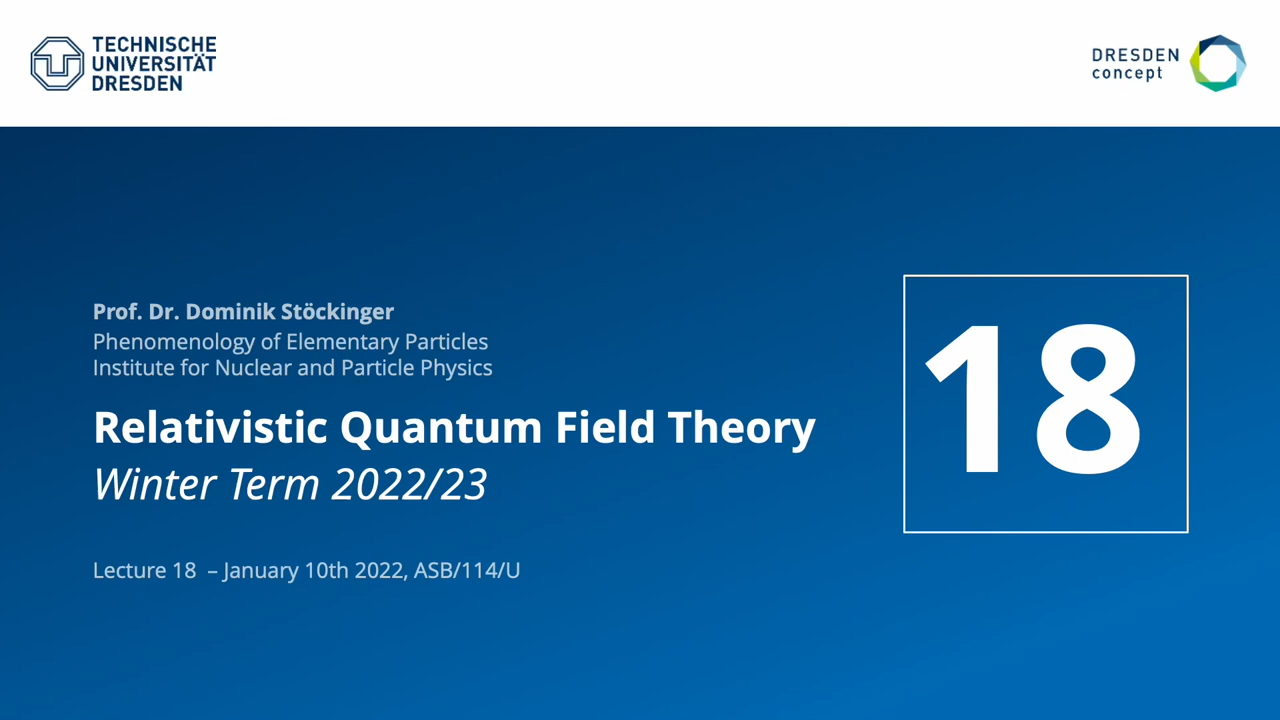 TECHNISCHE
UNIVERSITÄT
DRESDEN
DRESDEN
concept
Prof. Dr. Dominik Stöckinger
Phenomenology of Elementary Particles
Institute for Nuclear and Particle Physics
Relativistic Quantum Field Theory
Winter Term 2022/23
Lecture 18 – January 10th 2022, ASB/114/U
18